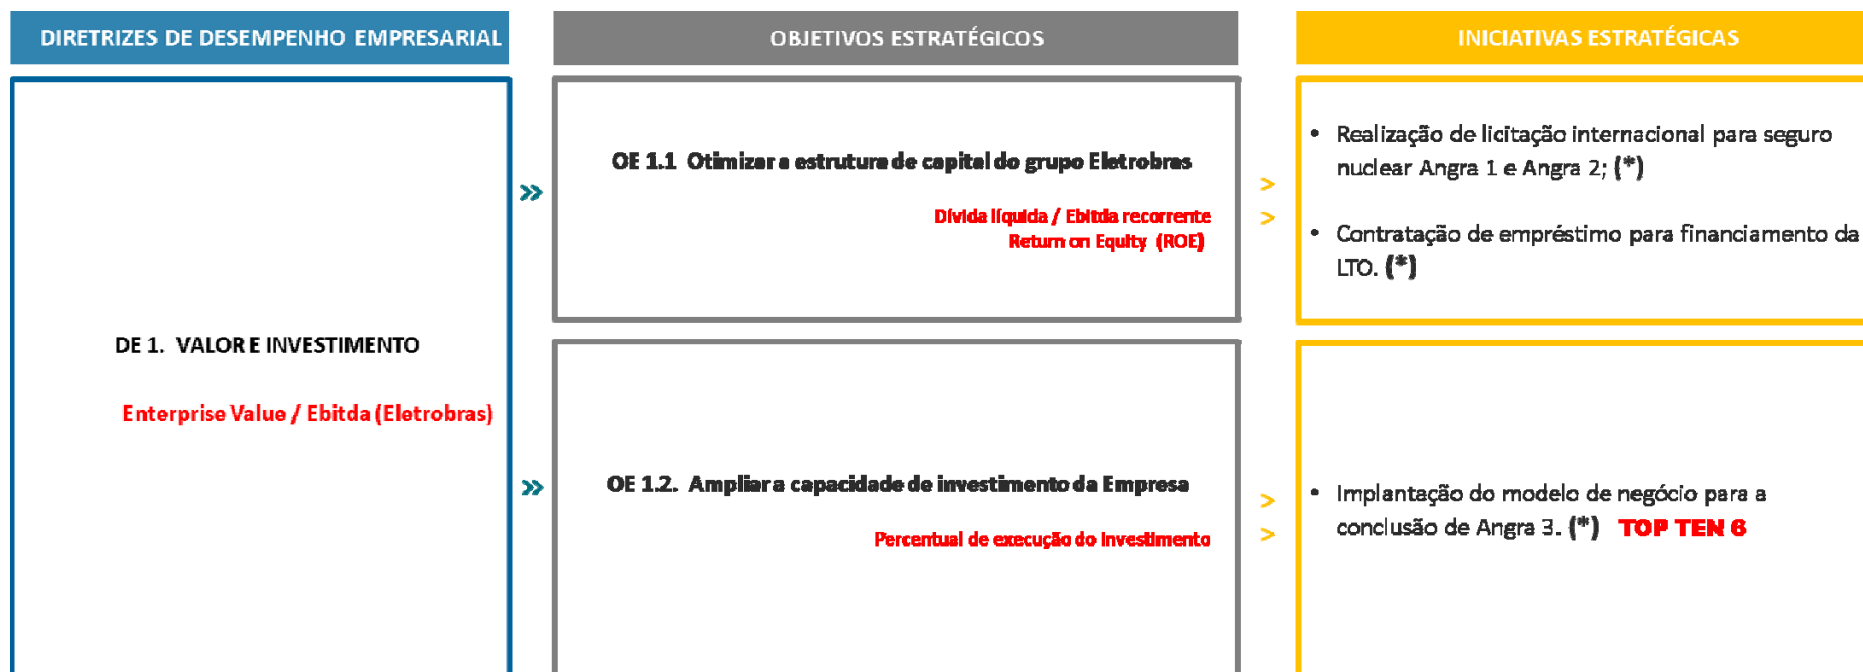 DIRETRIZES DE DESEMPENHO EMPRESARIAL
OBJETIVOS ESTRATÉGICOS
INICIATIVAS ESTRATÉGICAS
DE 1. VALOR E INVESTIMENTO
Enterprise Value / Ebitda (Eletrobras)
»
OE 1.1 Otimizar a estrutura de capital do grupo Eletrobras
Dívida líquida / Ebitda recorrente
Return on Equity (ROE)
>
>
• Realização de licitação internacional para seguro
nuclear Angra 1 e Angra 2; (*)
• Contratação de empréstimo para financiamento da
LTO. (*)
»
OE 1.2. Ampliar a capacidade de investimento da Empresa
Percentual de execução do Investimento
>
>
• Implantação do modelo de negócio para a
conclusão de Angra 3. (*) TOP TEN 6